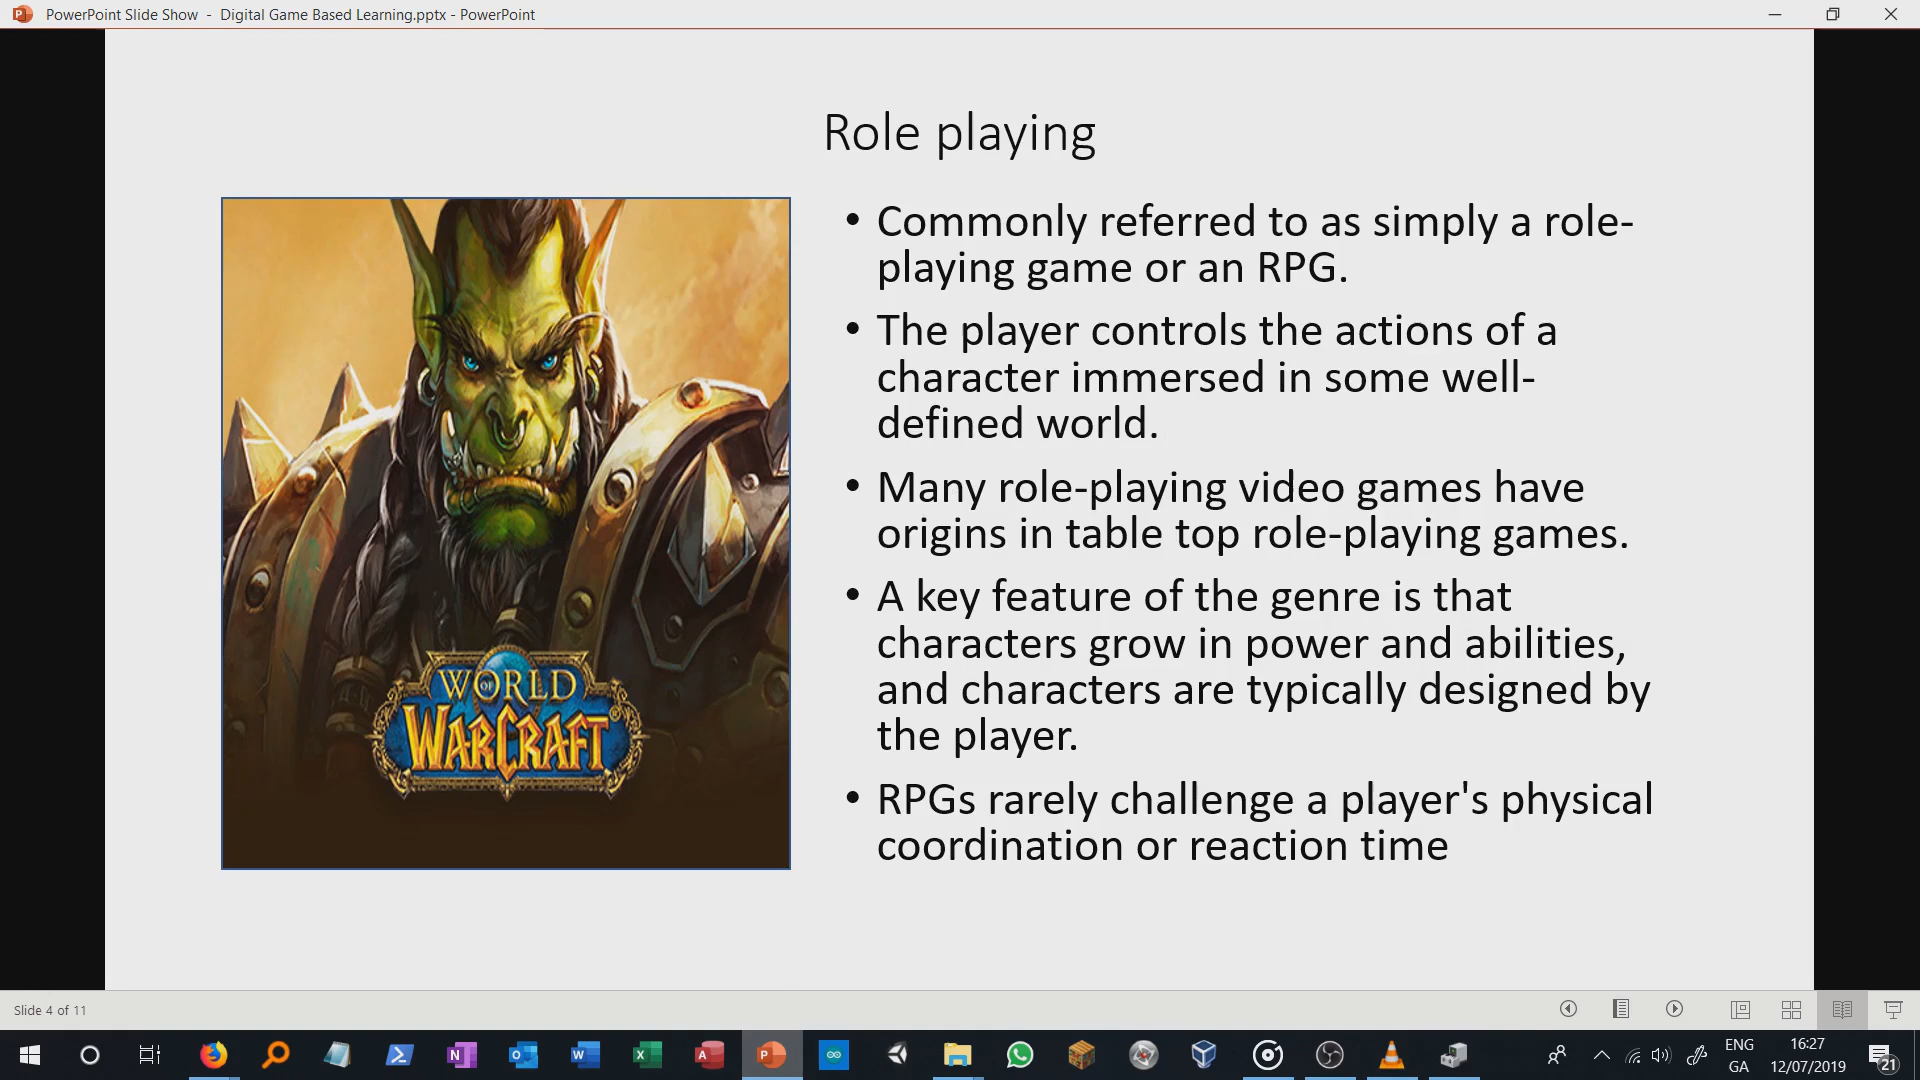 PowerPoint Slide Show - Digital Game Based Learning.pptx - PowerPoint
Role playing
WORLD OF
WARCRAFT®
• Commonly referred to as simply a role-
playing game or an RPG.
• The player controls the actions of a
character immersed in some well-
defined world.
• Many role-playing video games have
origins in table top role-playing games.
• A key feature of the genre is that
characters grow in power and abilities,
and characters are typically designed by
the player.
• RPGs rarely challenge a player's physical
coordination or reaction time
Slide 4 of 11
ENG
GA
16:27
12/07/2019
21